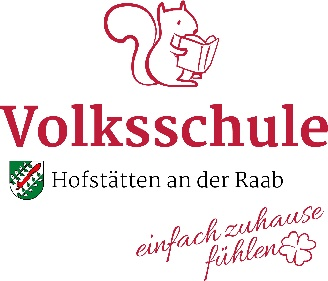 Volksschule
Hofstätten an der Raab
einfach zuhause
fühlen